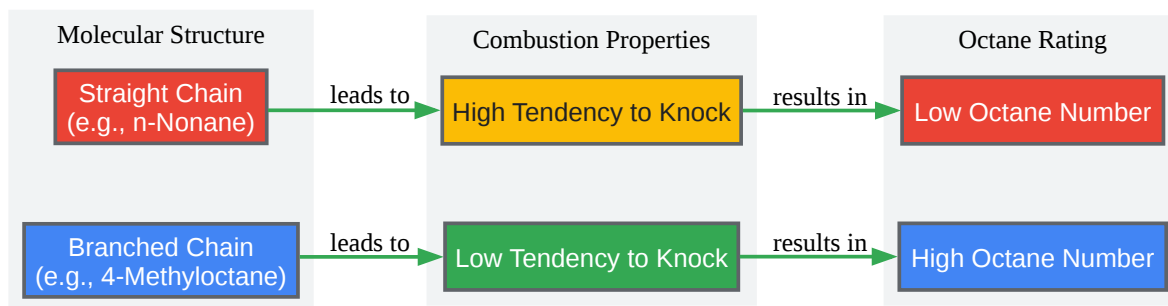 Molecular Structure
Combustion Properties
Octane Rating
Straight Chain
(e.g., n-Nonane)
leads to
High Tendency to Knock
results in
Low Octane Number
Branched Chain
(e.g., 4-Methyloctane)
leads to
Low Tendency to Knock
results in
High Octane Number